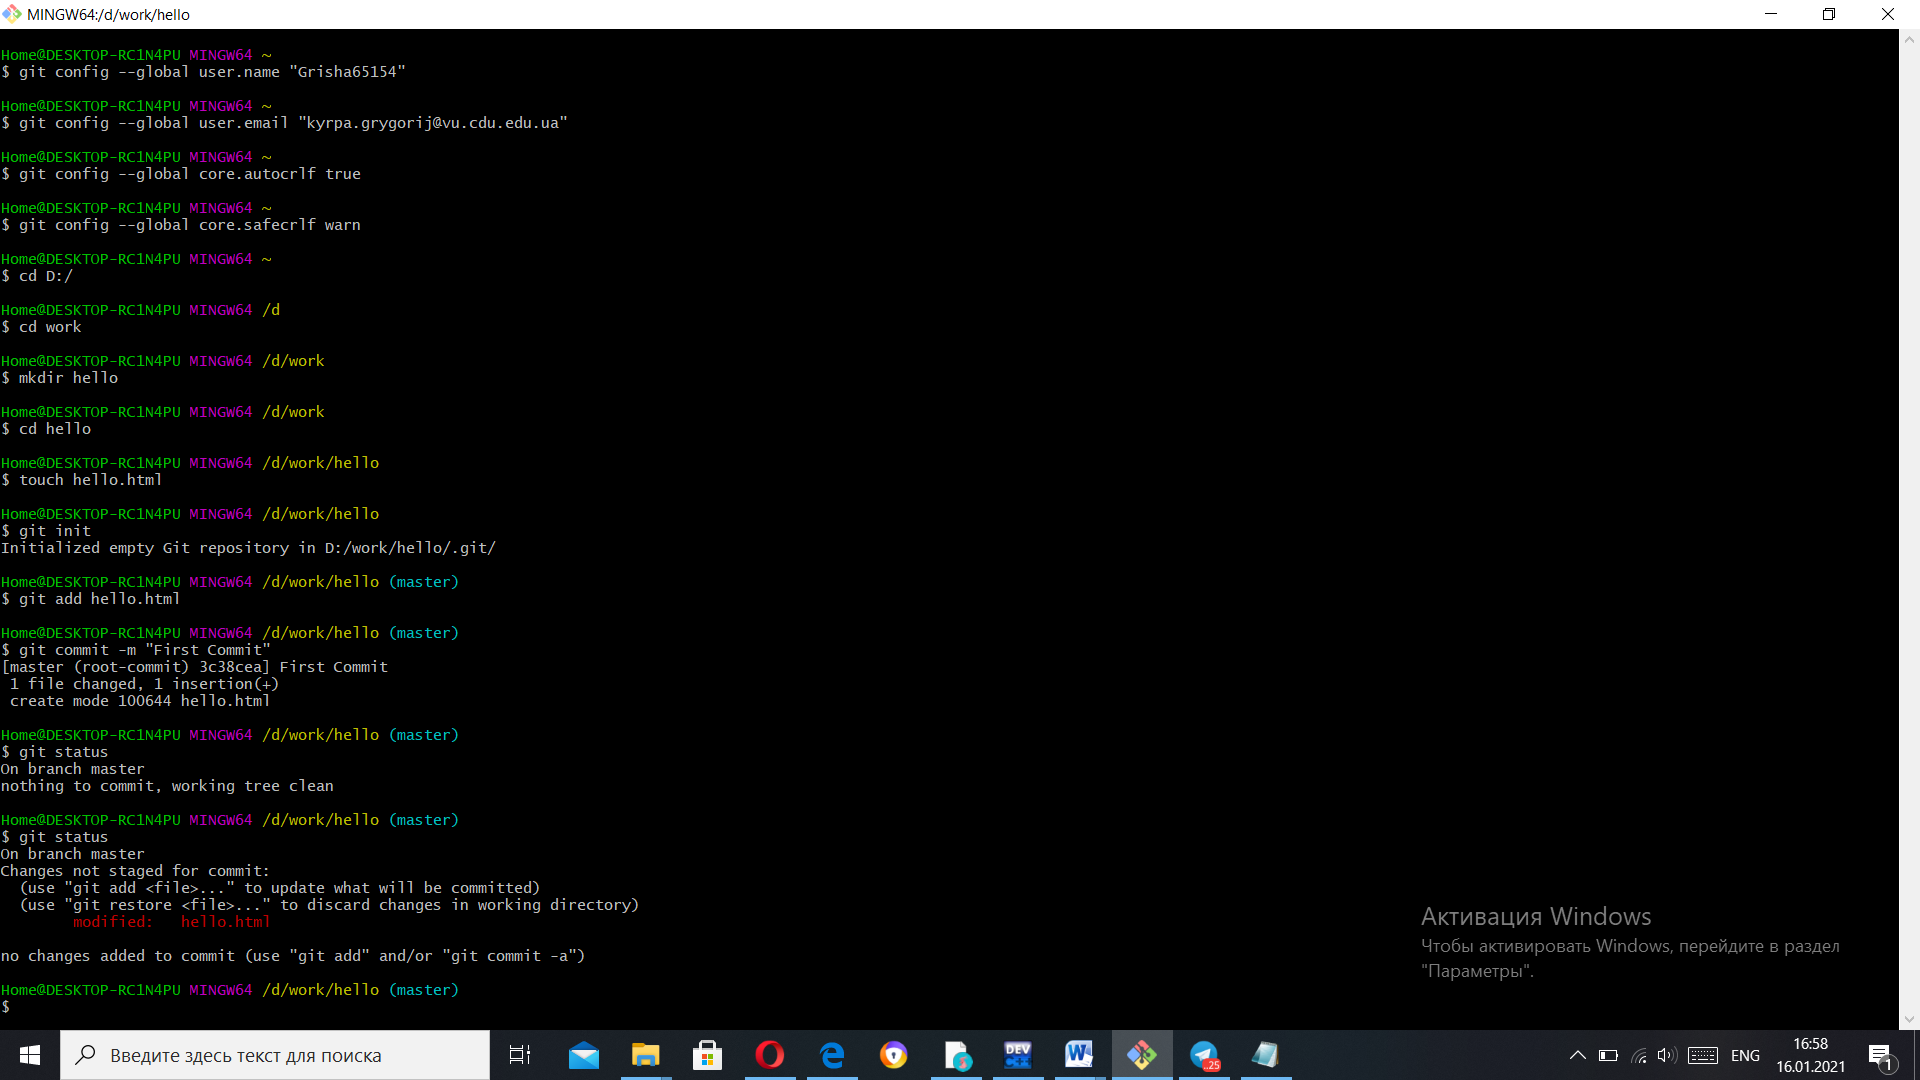 MINGW64:/d/work/hello
Home@DESKTOP-RC1N4PU MINGW64 ~
$ git config --global user.name "Grisha65154"
Home@DESKTOP-RC1N4PU MINGW64 ~
$ git config --global user.email "kyrpa.grygorij@vu.cdu.edu.ua"
Home@DESKTOP-RC1N4PU MINGW64 ~
$ git config --global core.autocrlf true
Home@DESKTOP-RC1N4PU MINGW64 ~
$ git config --global core.safecrlf warn
Home@DESKTOP-RC1N4PU MINGW64 ~
$ cd D:/
Home@DESKTOP-RC1N4PU MINGW64 /d
$ cd work
Home@DESKTOP-RC1N4PU MINGW64 /d/work
$ mkdir hello
Home@DESKTOP-RC1N4PU MINGW64 /d/work
$ cd hello
Home@DESKTOP-RC1N4PU MINGW64 /d/work/hello
$ touch hello.html
Home@DESKTOP-RC1N4PU MINGW64 /d/work/hello
$ git init
Initialized empty Git repository in D:/work/hello/.git/
Home@DESKTOP-RC1N4PU MINGW64 /d/work/hello (master)
$ git add hello.html
Home@DESKTOP-RC1N4PU MINGW64 /d/work/hello (master)
$ git commit -m "First Commit"
[master (root-commit) 3c38cea] First Commit
 1 file changed, 1 insertion(+)
 create mode 100644 hello.html
Home@DESKTOP-RC1N4PU MINGW64 /d/work/hello (master)
$ git status
On branch master
nothing to commit, working tree clean
Home@DESKTOP-RC1N4PU MINGW64 /d/work/hello (master)
$ git status
On branch master
Changes not staged for commit:
  (use "git add <file>..." to update what will be committed)
  (use "git restore <file>..." to discard changes in working directory)
        modified:   hello.html
no changes added to commit (use "git add" and/or "git commit -a")
Home@DESKTOP-RC1N4PU MINGW64 /d/work/hello (master)
$
Активация Windows
Чтобы активировать Windows, перейдите в раздел
"Параметры".
Введите здесь текст для поиска
DEV
C++
W
..25
ENG
16:58
16.01.2021
1